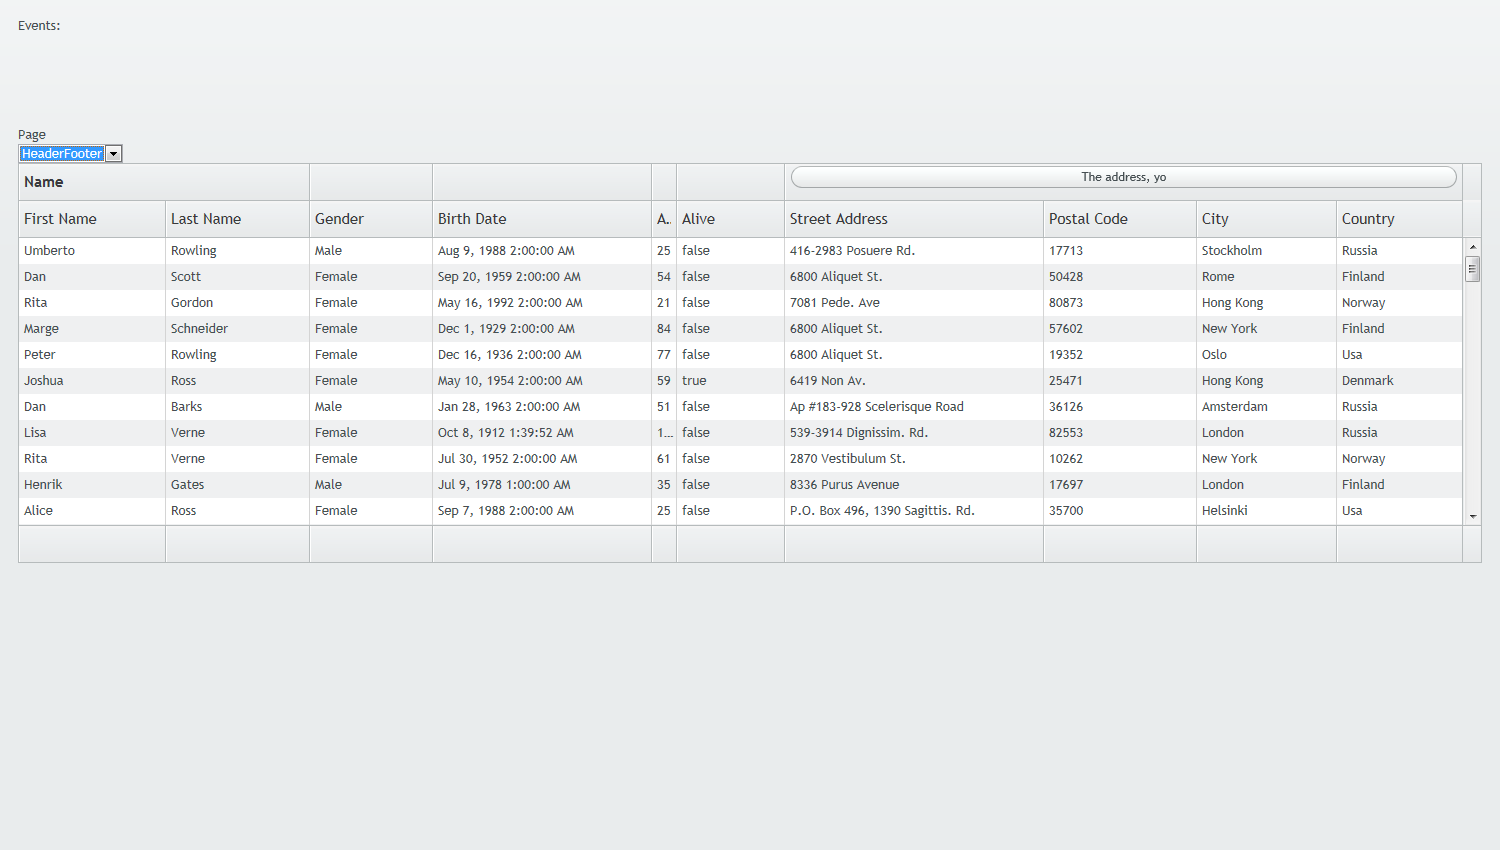 Events:
Page
HeaderFooter
Name The address, yo
First Name Last Name Gender Birth Date A.. Alive Street Address Postal Code City Country
Umberto Rowling Male Aug 9, 1988 2:00:00 AM 25 false 416-2983 Posuere Rd. 17713 Stockholm Russia
Dan Scott Female Sep 20, 1959 2:00:00 AM 54 false 6800 Aliquet St. 50428 Rome Finland
Rita Gordon Female May 16, 1992 2:00:00 AM 21 false 7081 Pede. Ave 80873 Hong Kong Norway
Marge Schneider Female Dec 1, 1929 2:00:00 AM 84 false 6800 Aliquet St. 57602 New York Finland
Peter Rowling Female Dec 16, 1936 2:00:00 AM 77 false 6800 Aliquet St. 19352 Oslo Usa
Joshua Ross Female May 10, 1954 2:00:00 AM 59 true 6419 Non Av. 25471 Hong Kong Denmark
Dan Barks Male Jan 28, 1963 2:00:00 AM 51 false Ap #183-928 Scelerisque Road 36126 Amsterdam Russia
Lisa Verne Female Oct 8, 1912 1:39:52 AM 1... false 539-3914 Dignissim. Rd. 82553 London Russia
Rita Verne Female Jul 30, 1952 2:00:00 AM 61 false 2870 Vestibulum St. 10262 New York Norway
Henrik Gates Male Jul 9, 1978 1:00:00 AM 35 false 8336 Purus Avenue 17697 London Finland
Alice Ross Female Sep 7, 1988 2:00:00 AM 25 false P.O. Box 496, 1390 Sagittis. Rd. 35700 Helsinki Usa